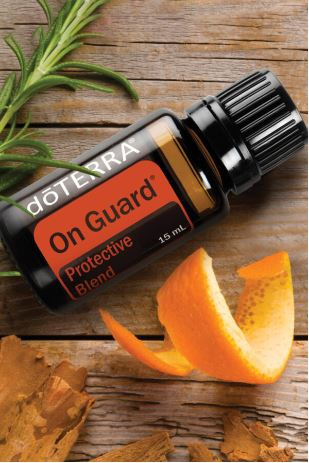 dōTERRA®
On Guard®
Protective
Blend
15 mL